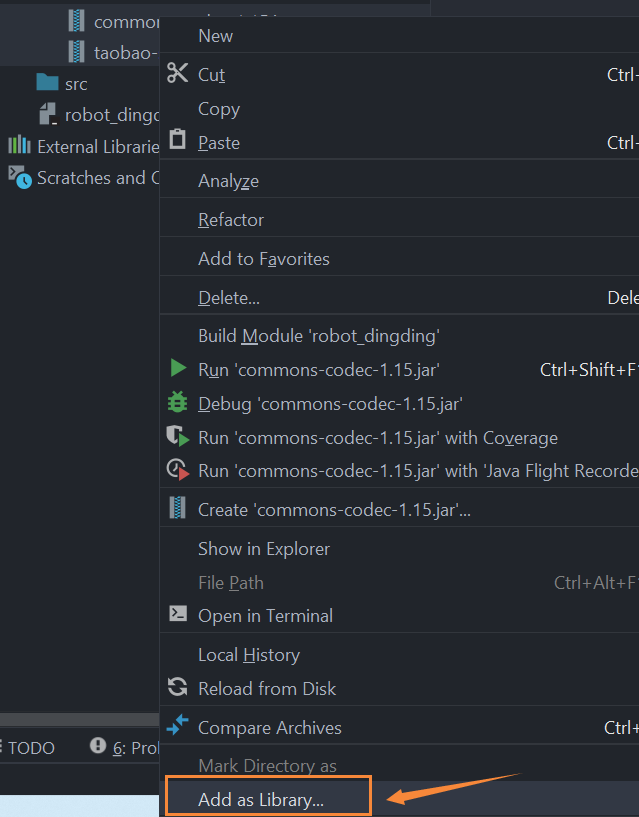 common
taobao-
src
robot_dingd
External Librarie
Scratches and C
New
Cut Ctrl-
Copy
Paste Ctrl-
Analyze
Refactor
Add to Favorites
Delete... Dele
Build Module 'robot_dingding'
Run 'commons-codec-1.15.jar' Ctrl+Shift+F
Debug 'commons-codec-1.15.jar'
Run 'commons-codec-1.15.jar' with Coverage
Run 'commons-codec-1.15.jar' with 'Java Flight Recorde
Create 'commons-codec-1.15.jar'...
Show in Explorer
File Path Ctrl+Alt+F
Open in Terminal
Local History
Reload from Disk
Compare Archives Ctrl+
TODO
6: Pro
Mark Directory as
Add as Library...